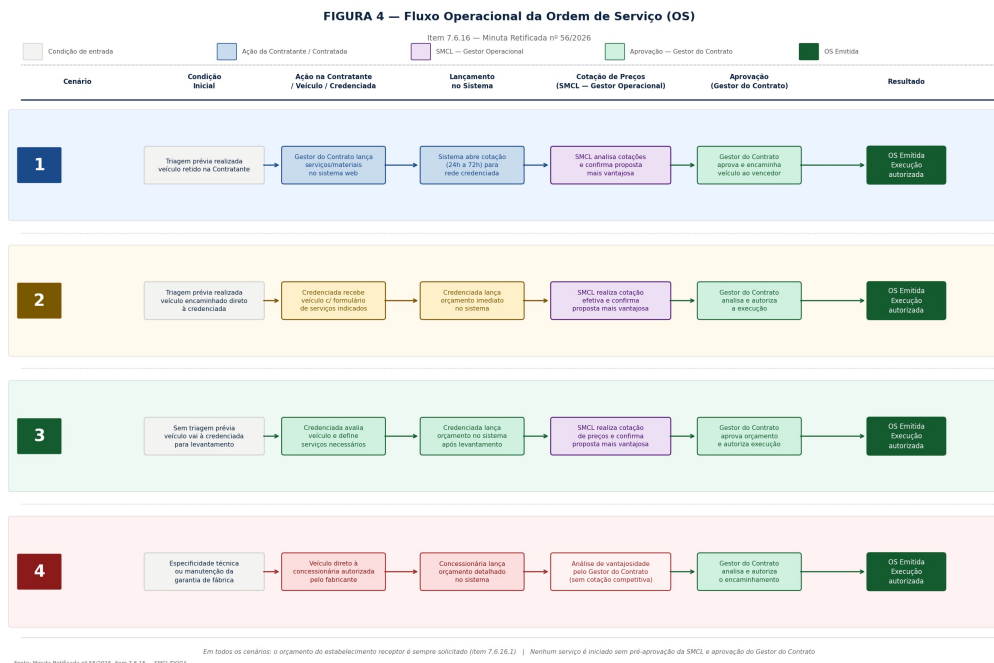 FIGURA 4 — Fluxo Operacional da Ordem de Serviço (OS)
Item 7.6.16 — Minuta Retificada nº 56/2026
Condição de entrada
Ação da Contratante / Contratada
SMCL — Gestor Operacional
Aprovação — Gestor do Contrato
OS Emitida
Cenário
Condição
Inicial
Ação na Contratante
/ Veículo / Credenciada
Lançamento
no Sistema
Cotação de Preços
(SMCL — Gestor Operacional)
Aprovação
(Gestor do Contrato)
Resultado
1
Triagem prévia realizada
veículo retido na Contratante
Gestor do Contrato lança
serviços/materiais
no sistema web
Sistema abre cotação
(24h a 72h) para
rede credenciada
SMCL analisa cotações
e confirma proposta
mais vantajosa
Gestor do Contrato
aprova e encaminha
veículo ao vencedor
OS Emitida
Execução
autorizada
2
Triagem prévia realizada
veículo encaminhado direto
à credenciada
Credenciada recebe
veículo c/ formulário
de serviços indicados
Credenciada lança
orçamento imediato
no sistema
SMCL realiza cotação
efetiva e confirma
proposta mais vantajosa
Gestor do Contrato
analisa e autoriza
a execução
OS Emitida
Execução
autorizada
3
Sem triagem prévia
veículo vai à credenciada
para levantamento
Credenciada avalia
veículo e define
serviços necessários
Credenciada lança
orçamento no sistema
após levantamento
SMCL realiza cotação
de preços e confirma
proposta mais vantajosa
Gestor do Contrato
aprova orçamento
e autoriza execução
OS Emitida
Execução
autorizada
4
Especificidade técnica
ou manutenção da
garantia de fábrica
Veículo direto à
concessionária autorizada
pelo fabricante
Concessionária lança
orçamento detalhado
no sistema
Análise de vantajosidade
pelo Gestor do Contrato
(sem cotação competitiva)
Gestor do Contrato
analisa e autoriza
o encaminhamento
OS Emitida
Execução
autorizada
Em todos os cenários: o orçamento do estabelecimento receptor é sempre solicitado (item 7.6.16.1) | Nenhum serviço é iniciado sem pré-aprovação da SMCL e aprovação do Gestor do Contrato
Fonte: Minuta Retificada nº 56/2026, item 7.6.16